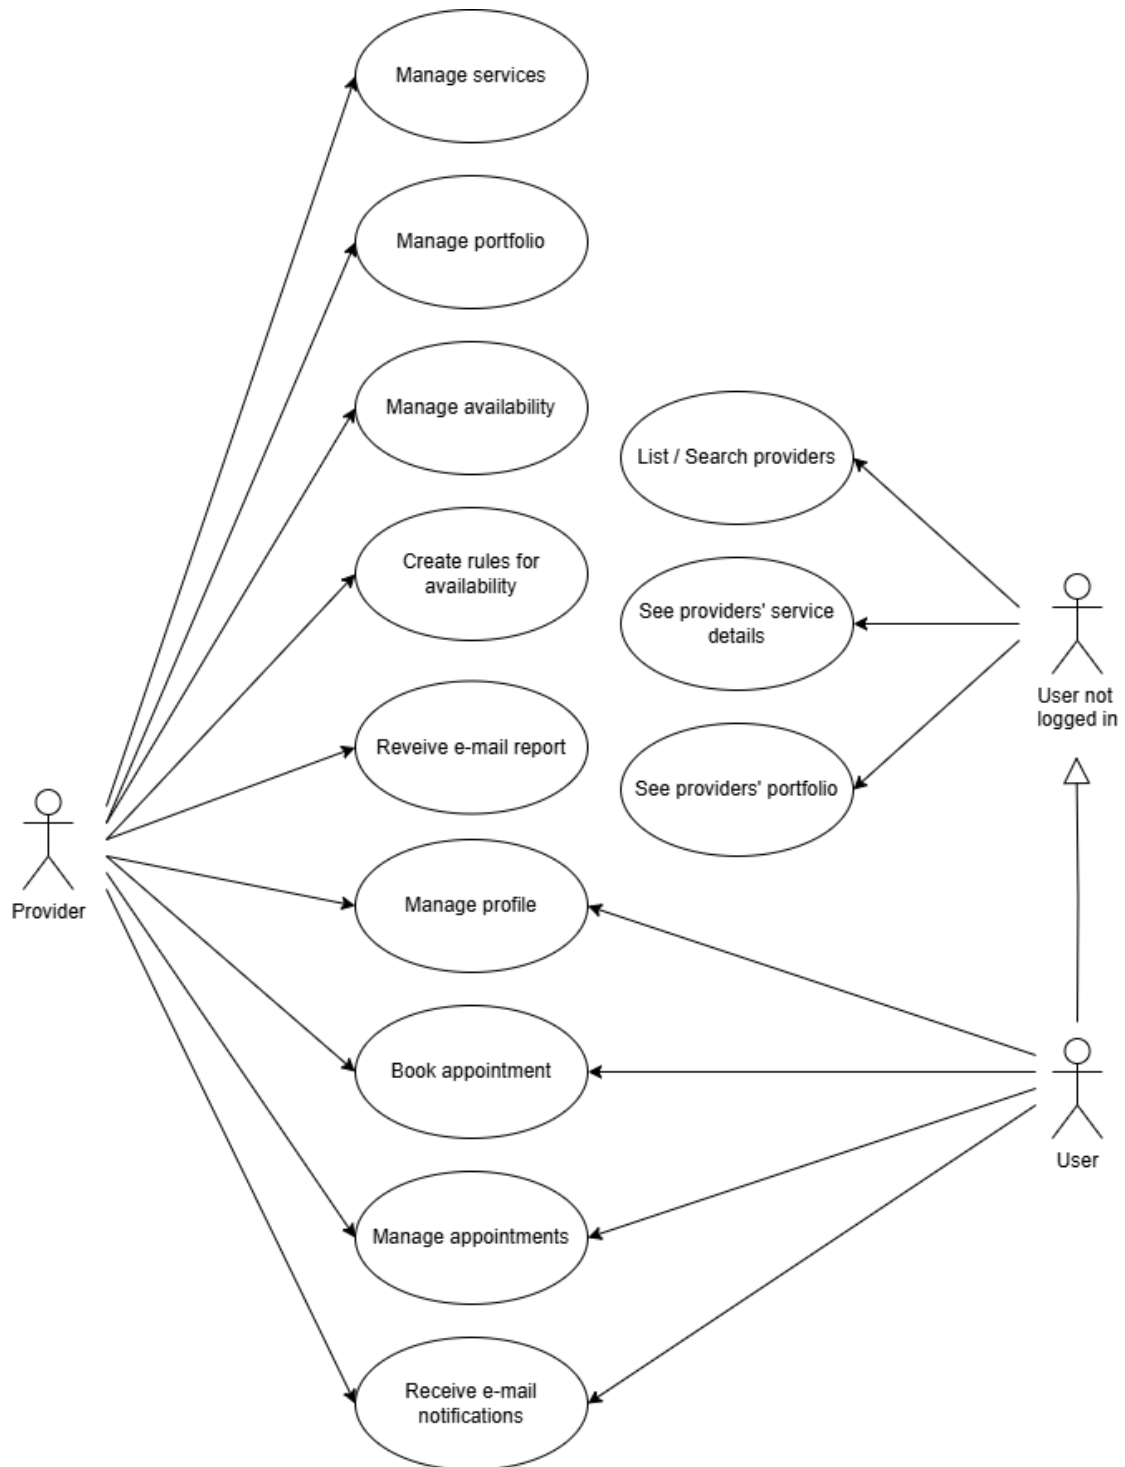 Manage services
Manage portfolio
Manage availability
List / Search providers
Create rules for
availability
See providers' service
details
User not
logged in
Reveive e-mail report
See providers' portfolio
Provider
Manage profile
Book appointment
User
Manage appointments
Receive e-mail
notifications